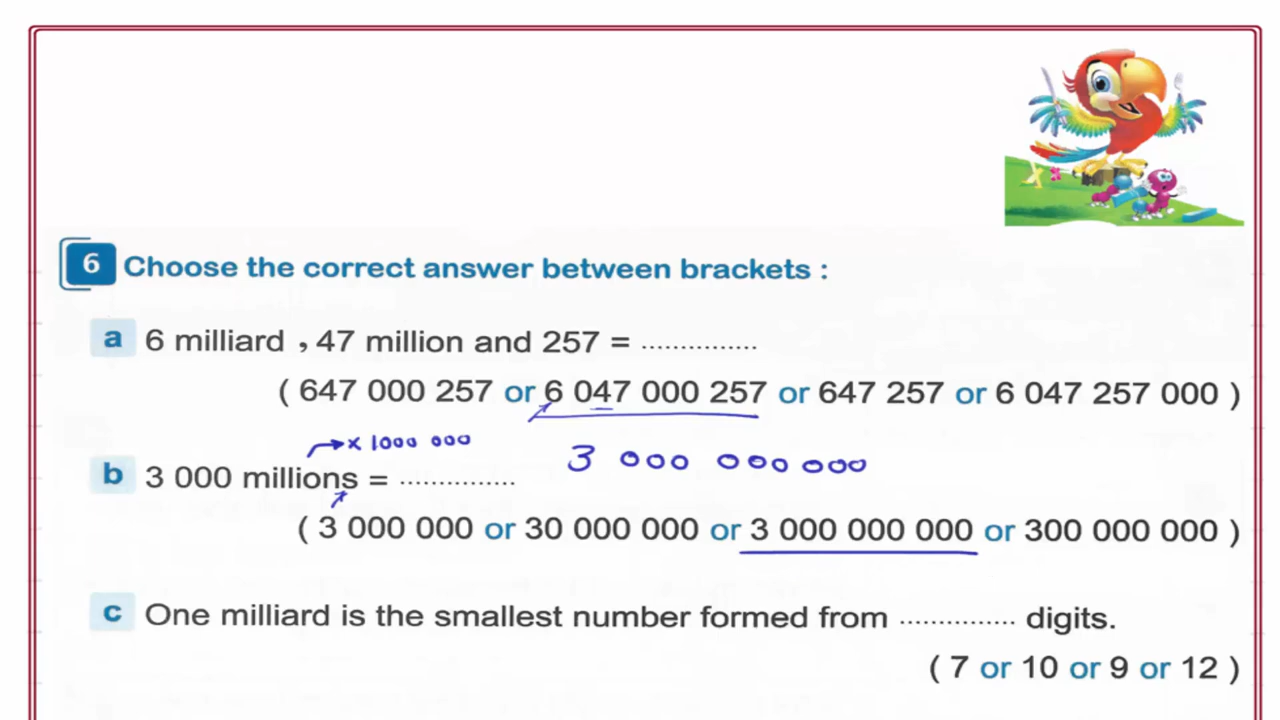 6 Choose the correct answer between brackets :
a 6 milliard , 47 million and 257 = ...............
( 647 000 257 or 6 047 000 257 or 647 257 or 6 047 257 000 )
x 1000 000
3 000 000 000
b 3 000 millions = ...............
( 3 000 000 or 30 000 000 or 3 000 000 000 or 300 000 000 )
c One milliard is the smallest number formed from ............... digits.
( 7 or 10 or 9 or 12 )